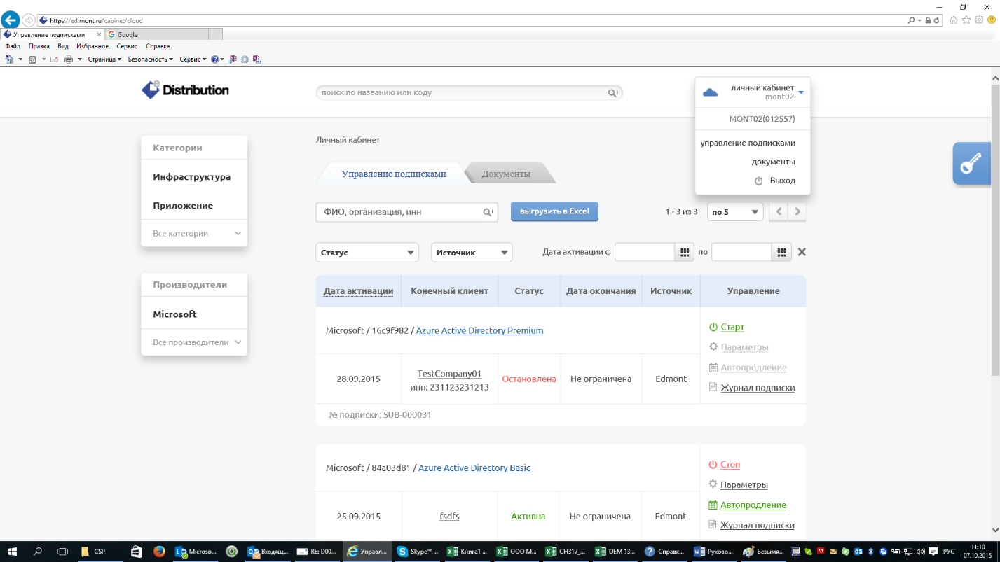 https://ed.mont.ru/cabinet/cloud
Управление подписками
Google
Файл Правка Вид Избранное Сервис Справка
Страница Безопасность Сервис
e Distribution
поиск по названию или коду
личный кабинет
mont02
MONT02(012557)
управление подписками
документы
Выход
Категории
Инфраструктура
Приложение
Все категории
Производители
Microsoft
Все производители
Личный кабинет
Управление подписками Документы
ФИО, организация, инн
выгрузить в Excel
1 - 3 из 3
по 5
Статус
Источник
Дата активации с:
по
Дата активации Конечный клиент Статус Дата окончания Источник Управление
Microsoft / 16c9f982 / Azure Active Directory Premium
Старт
Параметры
Автопродление
Журнал подписки
28.09.2015
TestCompany01
инн: 231123231213
Остановлена
Не ограничена
Edmont
№ подписки: SUB-000031
Microsoft / 84a03d81 / Azure Active Directory Basic
Стоп
Параметры
Автопродление
Журнал подписки
25.09.2015
fsdfs
Активна
Не ограничена
Edmont
CSP
Microso...
Входящ...
RE: D00...
Управл...
Skype™ ...
Книга1 ...
ООО М...
CH317_...
OEM 13...
Справк...
Руково...
Безымя...
РУС
11:10
07.10.2015